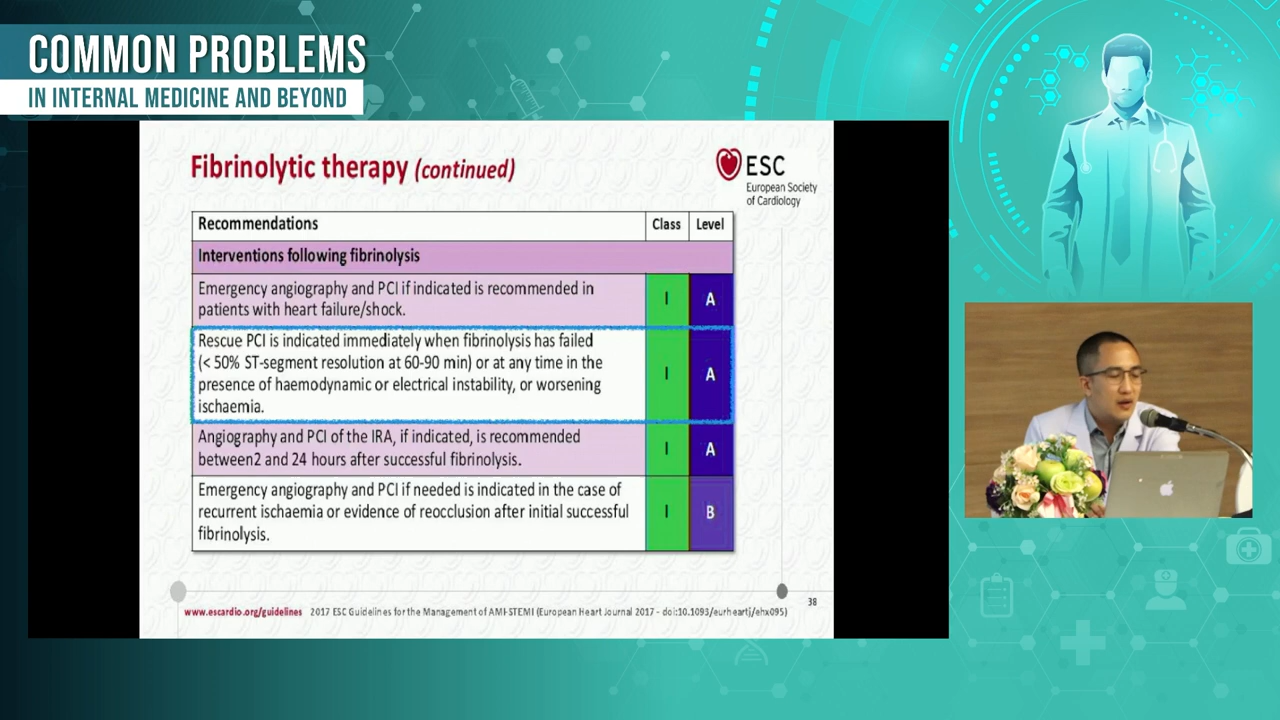 COMMON PROBLEMS
IN INTERNAL MEDICINE AND BEYOND
Fibrinolytic therapy (continued)
ESC
European Society
of Cardiology
Recommendations Class Level
Interventions following fibrinolysis
Emergency angiography and PCI if indicated is recommended in
patients with heart failure/shock.
I A
Rescue PCI is indicated immediately when fibrinolysis has failed
(< 50% ST-segment resolution at 60-90 min) or at any time in the
presence of haemodynamic or electrical instability, or worsening
ischaemia.
I A
Angiography and PCI of the IRA, if indicated, is recommended
between2 and 24 hours after successful fibrinolysis.
I A
Emergency angiography and PCI if needed is indicated in the case of
recurrent ischaemia or evidence of reocclusion after initial successful
fibrinolysis.
I B
38
www.escardio.org/guidelines 2017 ESC Guidelines for the Management of AMI-STEMI (European Heart Journal 2017 - doi:10.1093/eurheartj/ehx095)